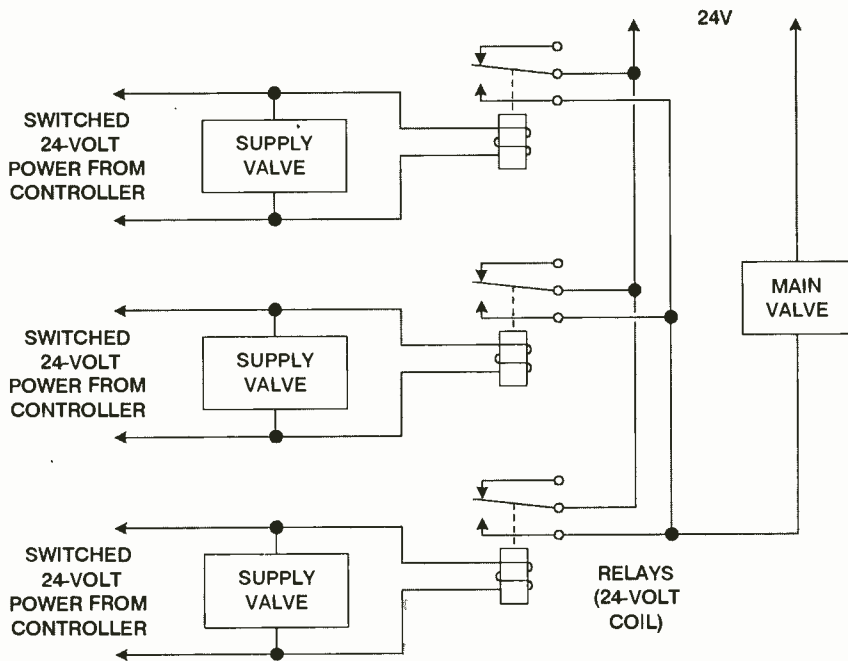 24V
SWITCHED
24-VOLT
POWER FROM
CONTROLLER
SUPPLY
VALVE
SWITCHED
24-VOLT
POWER FROM
CONTROLLER
SUPPLY
VALVE
MAIN
VALVE
SWITCHED
24-VOLT
POWER FROM
CONTROLLER
SUPPLY
VALVE
RELAYS
(24-VOLT
COIL)